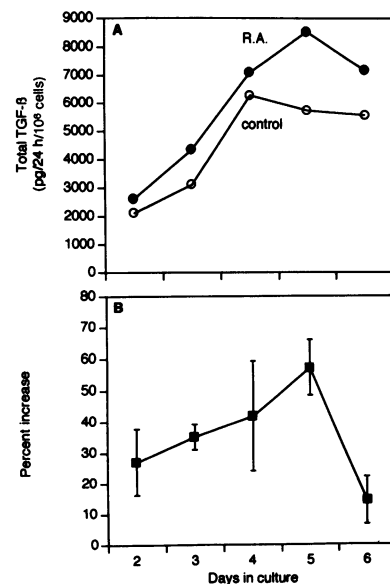 A
R.A.
control
Total TGF-ß
(pg/24 h/10⁶ cells)
9000
8000
7000
6000
5000
4000
3000
2000
1000
0
B
Percent increase
80
70
60
50
40
30
20
10
0
2 3 4 5 6
Days in culture